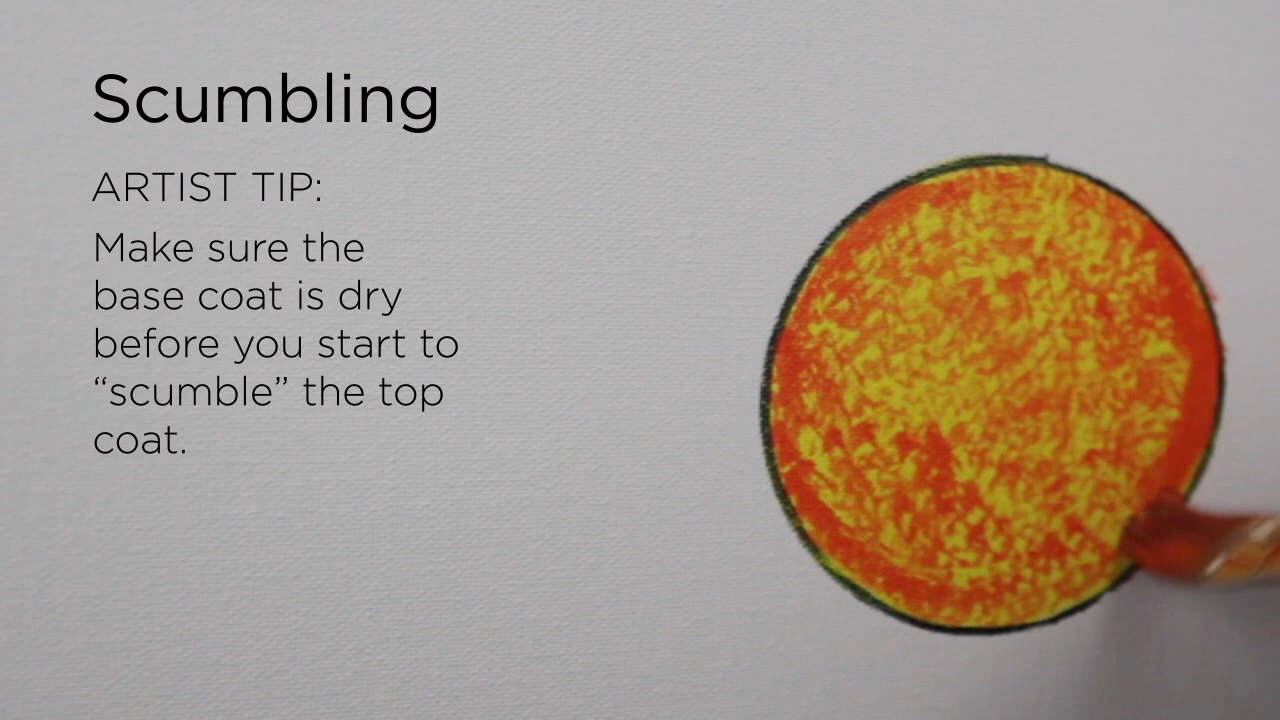 Scumbling
ARTIST TIP:
Make sure the
base coat is dry
before you start to
“scumble” the top
coat.